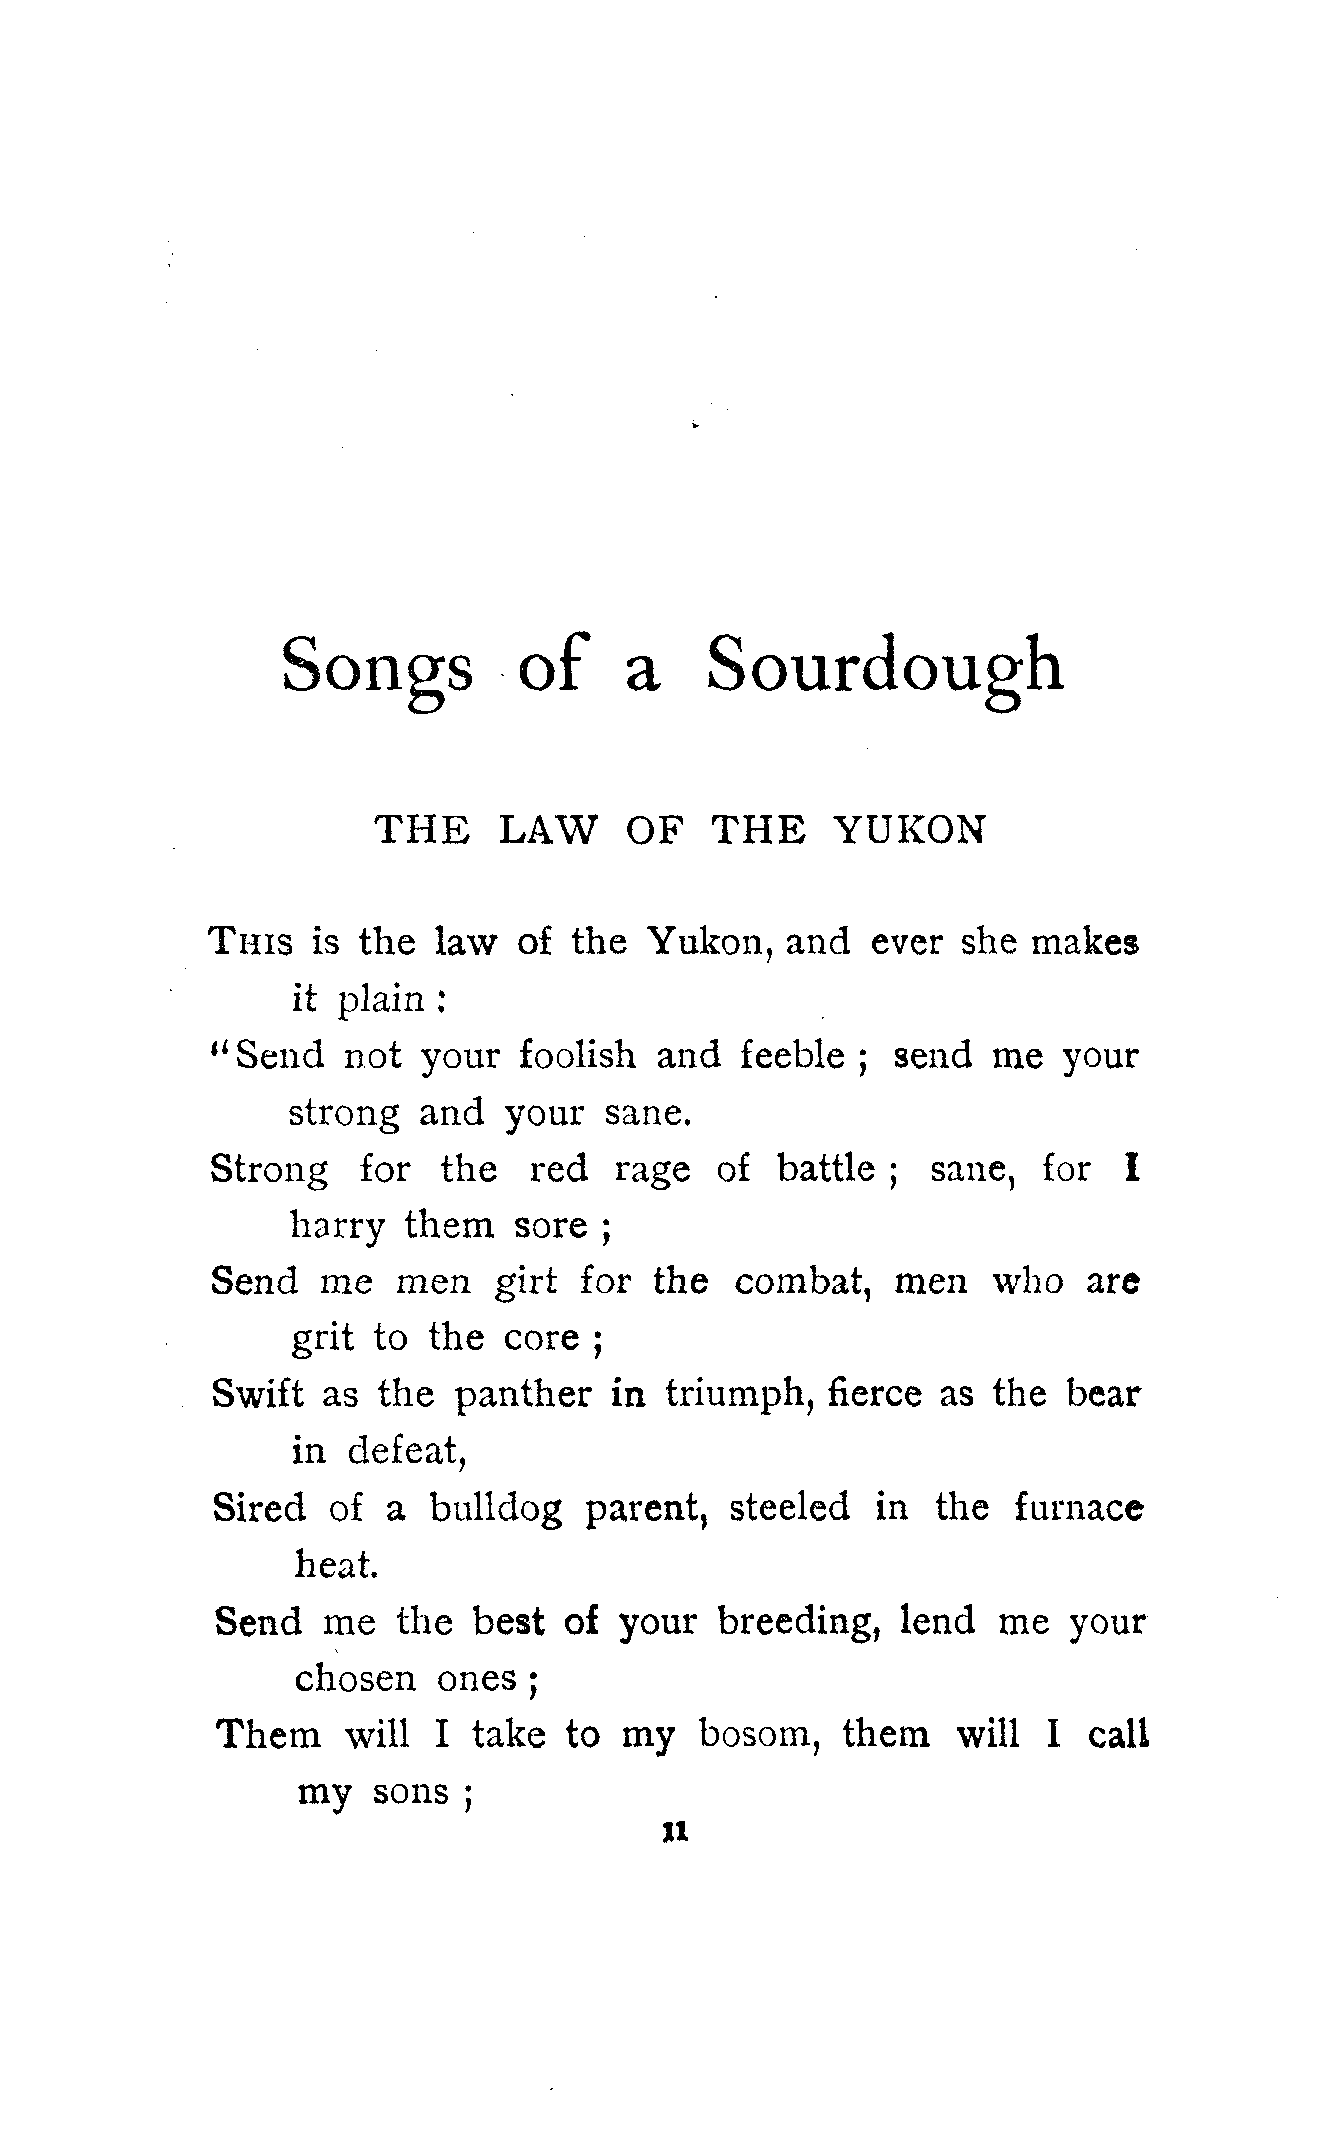 Songs of a Sourdough
THE LAW OF THE YUKON
THIS is the law of the Yukon, and ever she makes
it plain :
"Send not your foolish and feeble ; send me your
strong and your sane.
Strong for the red rage of battle ; sane, for I
harry them sore ;
Send me men girt for the combat, men who are
grit to the core ;
Swift as the panther in triumph, fierce as the bear
in defeat,
Sired of a bulldog parent, steeled in the furnace
heat.
Send me the best of your breeding, lend me your
chosen ones ;
Them will I take to my bosom, them will I call
my sons ;
11